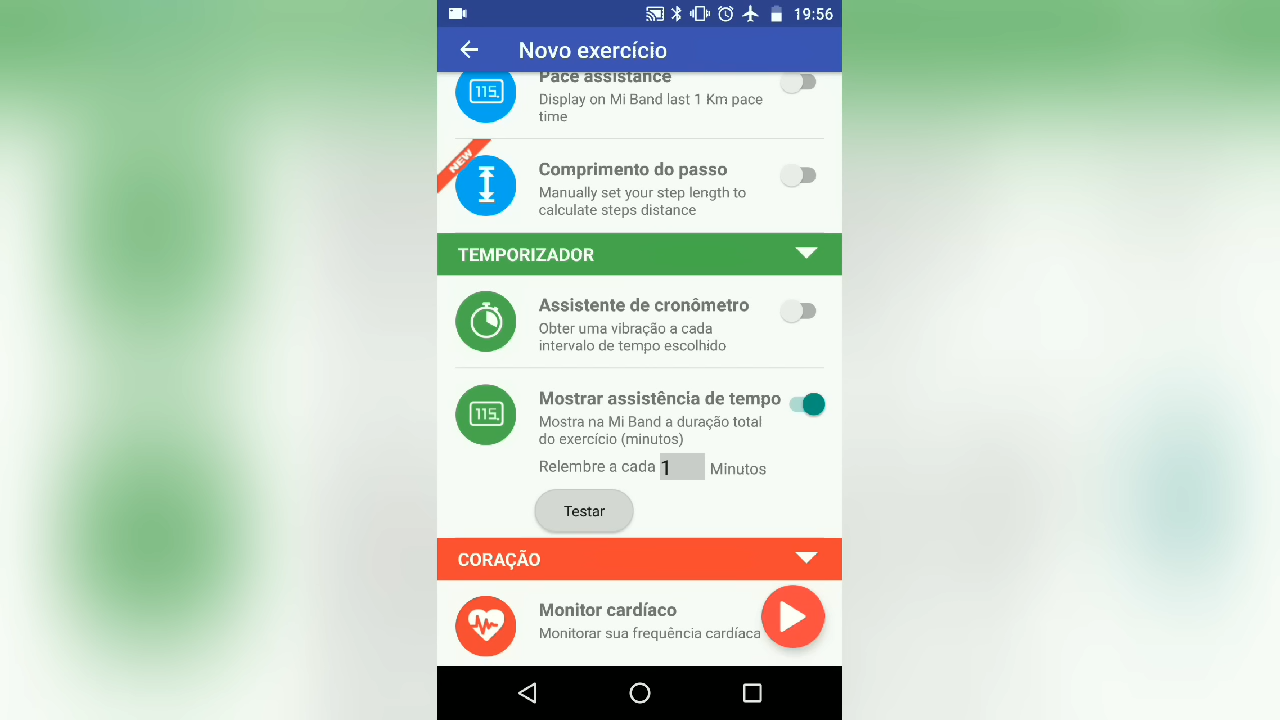 19:56
Novo exercício
Pace assistance
115.
Display on Mi Band last 1 Km pace
time
NEW
Comprimento do passo
Manually set your step length to
calculate steps distance
TEMPORIZADOR
Assistente de cronômetro
Obter uma vibração a cada
intervalo de tempo escolhido
Mostrar assistência de tempo
115.
Mostra na Mi Band a duração total
do exercício (minutos)
Relembre a cada 1 Minutos
Testar
CORAÇÃO
Monitor cardíaco
Monitorar sua frequência cardíaca